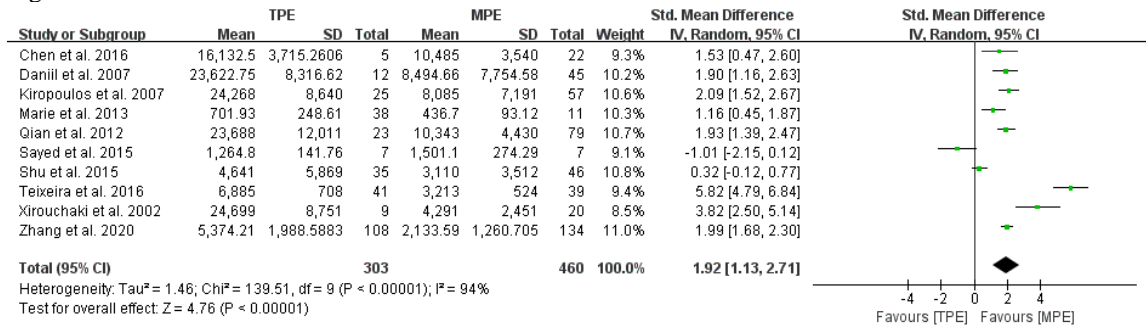 TPE MPE Std. Mean Difference Std. Mean Difference
Study or Subgroup Mean SD Total Mean SD Total Weight IV, Random, 95% CI IV, Random, 95% CI
Chen et al. 2016 16,132.5 3,715.2606 5 10,485 3,540 22 9.3% 1.53 [0.47, 2.60]
Daniil et al. 2007 23,622.75 8,316.62 12 8,494.66 7,754.58 45 10.2% 1.90 [1.16, 2.63]
Kiropoulos et al. 2007 24,268 8,640 25 8,085 7,191 57 10.5% 2.09 [1.52, 2.67]
Marie et al. 2013 701.93 248.61 38 436.7 93.12 11 10.3% 1.16 [0.45, 1.87]
Qian et al. 2012 23,688 12,011 23 10,343 4,430 79 10.6% 1.93 [1.39, 2.47]
Sayed et al. 2015 1,264.8 141.76 7 1,501.1 274.29 7 9.1% -1.01 [-2.15, 0.12]
Shu et al. 2015 4,641 5,869 35 3,110 3,512 46 10.8% 0.32 [-0.12, 0.77]
Teixeira et al. 2016 6,885 708 41 3,213 524 39 9.4% 5.82 [4.79, 6.84]
Xirouchaki et al. 2002 24,699 8,751 9 4,291 2,451 20 8.5% 3.82 [2.50, 5.14]
Zhang et al. 2020 5,374.21 1,988.5883 108 2,133.59 1,260.705 134 11.0% 1.99 [1.68, 2.30]
Total (95% CI) 303 460 100.0% 1.92 [1.13, 2.71]
Heterogeneity: Tau² = 1.46; Chi² = 139.51, df = 9 (P < 0.00001); I² = 94%
Test for overall effect: Z = 4.76 (P < 0.00001)
-4 -2 0 2 4
Favours [TPE] Favours [MPE]